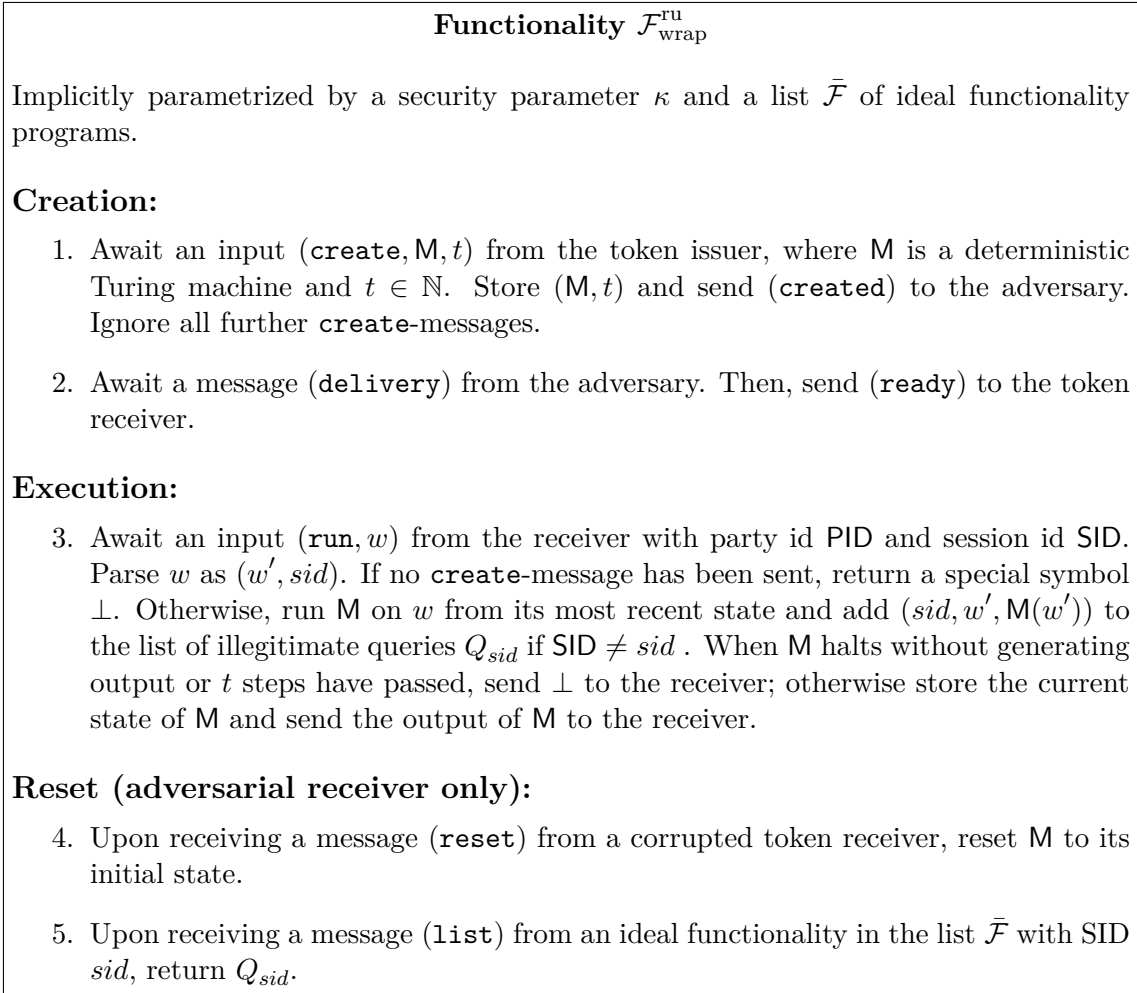 Functionality $\mathcal{F}_{\text{wrap}}^{\text{ru}}$
Implicitly parametrized by a security parameter κ and a list $\bar{\mathcal{F}}$ of ideal functionality
programs.
Creation:
1. Await an input (create, M, t) from the token issuer, where M is a deterministic
Turing machine and t ∈ ℕ. Store (M, t) and send (created) to the adversary.
Ignore all further create-messages.
2. Await a message (delivery) from the adversary. Then, send (ready) to the token
receiver.
Execution:
3. Await an input (run, w) from the receiver with party id PID and session id SID.
Parse w as (w′, sid). If no create-message has been sent, return a special symbol
⊥. Otherwise, run M on w from its most recent state and add (sid, w′, M(w′)) to
the list of illegitimate queries $Q_{sid}$ if SID ≠ sid . When M halts without generating
output or t steps have passed, send ⊥ to the receiver; otherwise store the current
state of M and send the output of M to the receiver.
Reset (adversarial receiver only):
4. Upon receiving a message (reset) from a corrupted token receiver, reset M to its
initial state.
5. Upon receiving a message (list) from an ideal functionality in the list $\bar{\mathcal{F}}$ with SID
sid, return $Q_{sid}$.